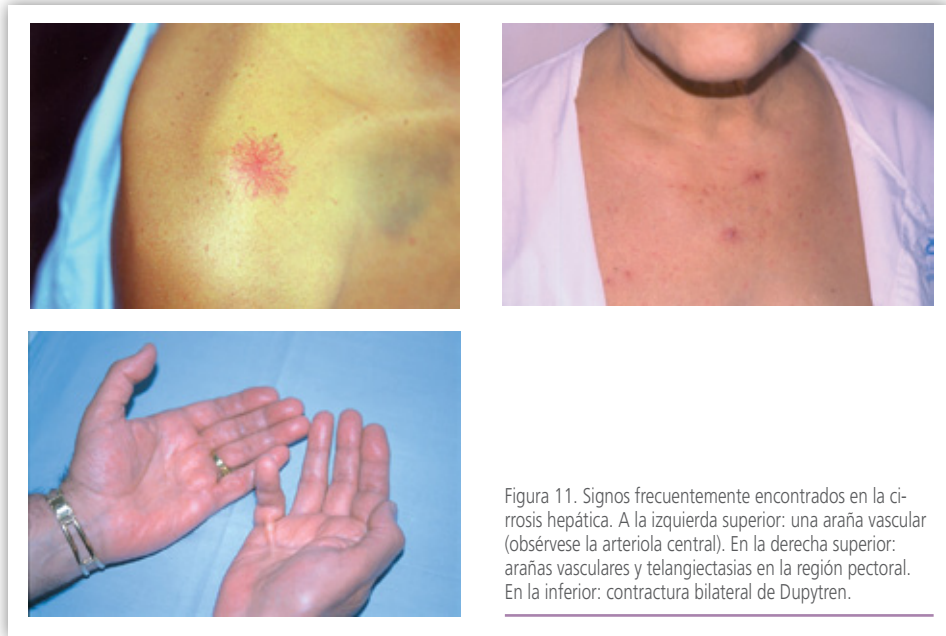 Figura 11. Signos frecuentemente encontrados en la ci-
rrosis hepática. A la izquierda superior: una araña vascular
(obsérvese la arteriola central). En la derecha superior:
arañas vasculares y telangiectasias en la región pectoral.
En la inferior: contractura bilateral de Dupytren.